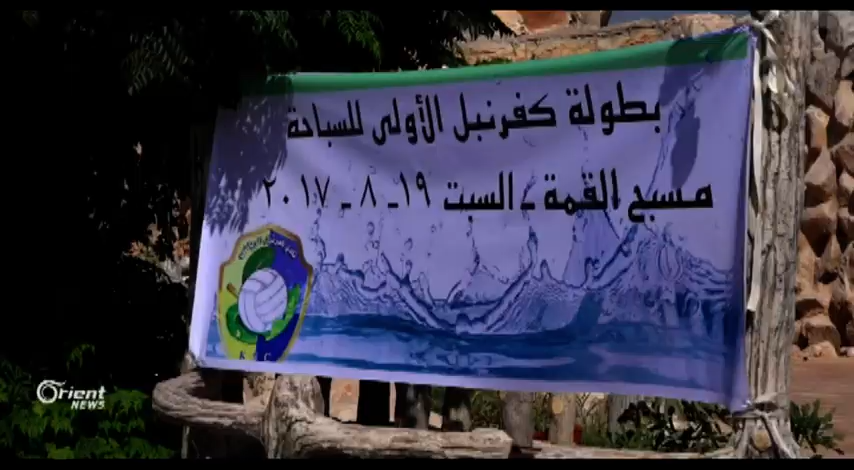 بطولة كفرنبل الأولى للسباحة
مسبح القمة - السبت ١٩ - ٨ - ٢٠١٧
K S C
Orient
NEWS